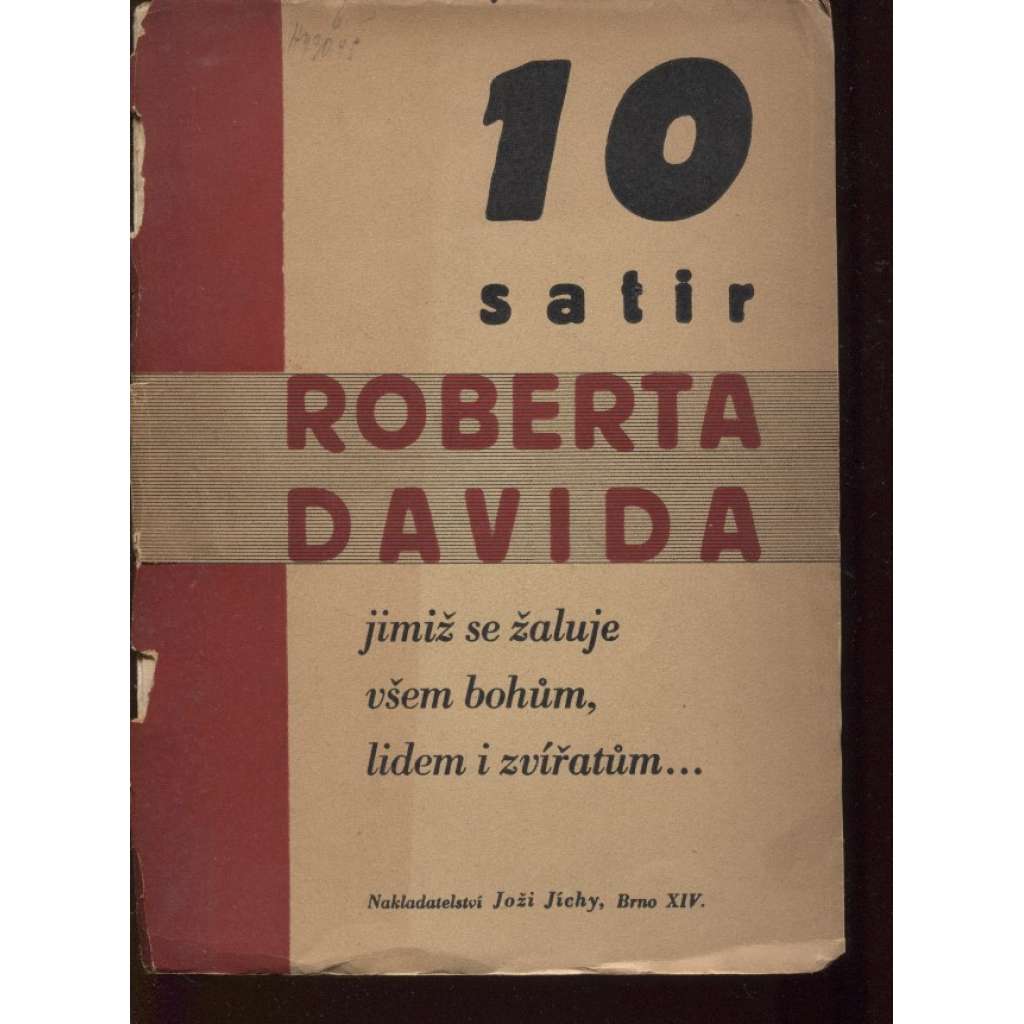 10
satir
ROBERTA
DAVIDA
jimiž se žaluje
všem bohům,
lidem i zvířatům...
Nakladatelství Joži Jíchy, Brno XIV.